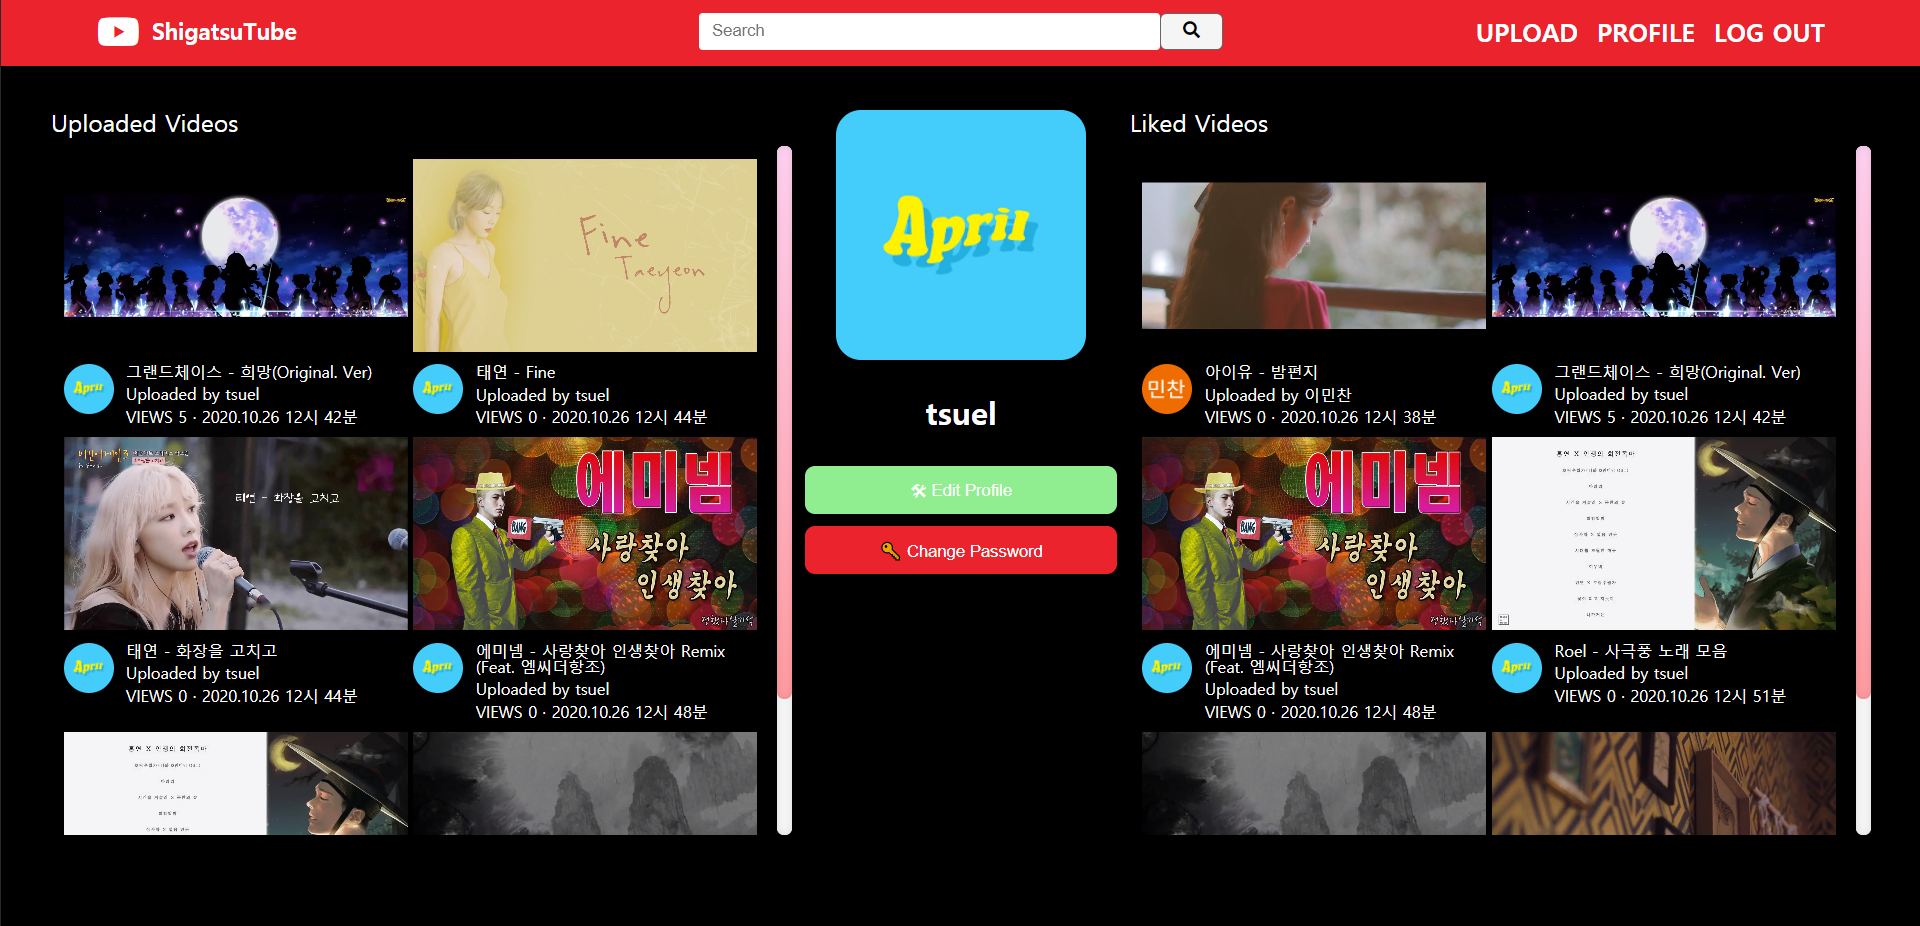 ShigatsuTube
Search
UPLOAD PROFILE LOG OUT
Uploaded Videos
Fine
Taeyeon
그랜드체이스 - 희망(Original. Ver)
Uploaded by tsuel
VIEWS 5 · 2020.10.26 12시 42분
April
태연 - Fine
Uploaded by tsuel
VIEWS 0 · 2020.10.26 12시 44분
April
태연 - 화장을 고치고
April
태연 - 화장을 고치고
Uploaded by tsuel
VIEWS 0 · 2020.10.26 12시 44분
에미넴
BANG
사랑찾아
인생찾아
April
에미넴 - 사랑찾아 인생찾아 Remix
(Feat. 엠씨더항조)
Uploaded by tsuel
VIEWS 0 · 2020.10.26 12시 48분
April
tsuel
Edit Profile
Change Password
Liked Videos
민찬
아이유 - 밤편지
Uploaded by 이민찬
VIEWS 0 · 2020.10.26 12시 38분
April
그랜드체이스 - 희망(Original. Ver)
Uploaded by tsuel
VIEWS 5 · 2020.10.26 12시 42분
에미넴
BANG
사랑찾아
인생찾아
April
에미넴 - 사랑찾아 인생찾아 Remix
(Feat. 엠씨더항조)
Uploaded by tsuel
VIEWS 0 · 2020.10.26 12시 48분
April
Roel - 사극풍 노래 모음
Uploaded by tsuel
VIEWS 0 · 2020.10.26 12시 51분